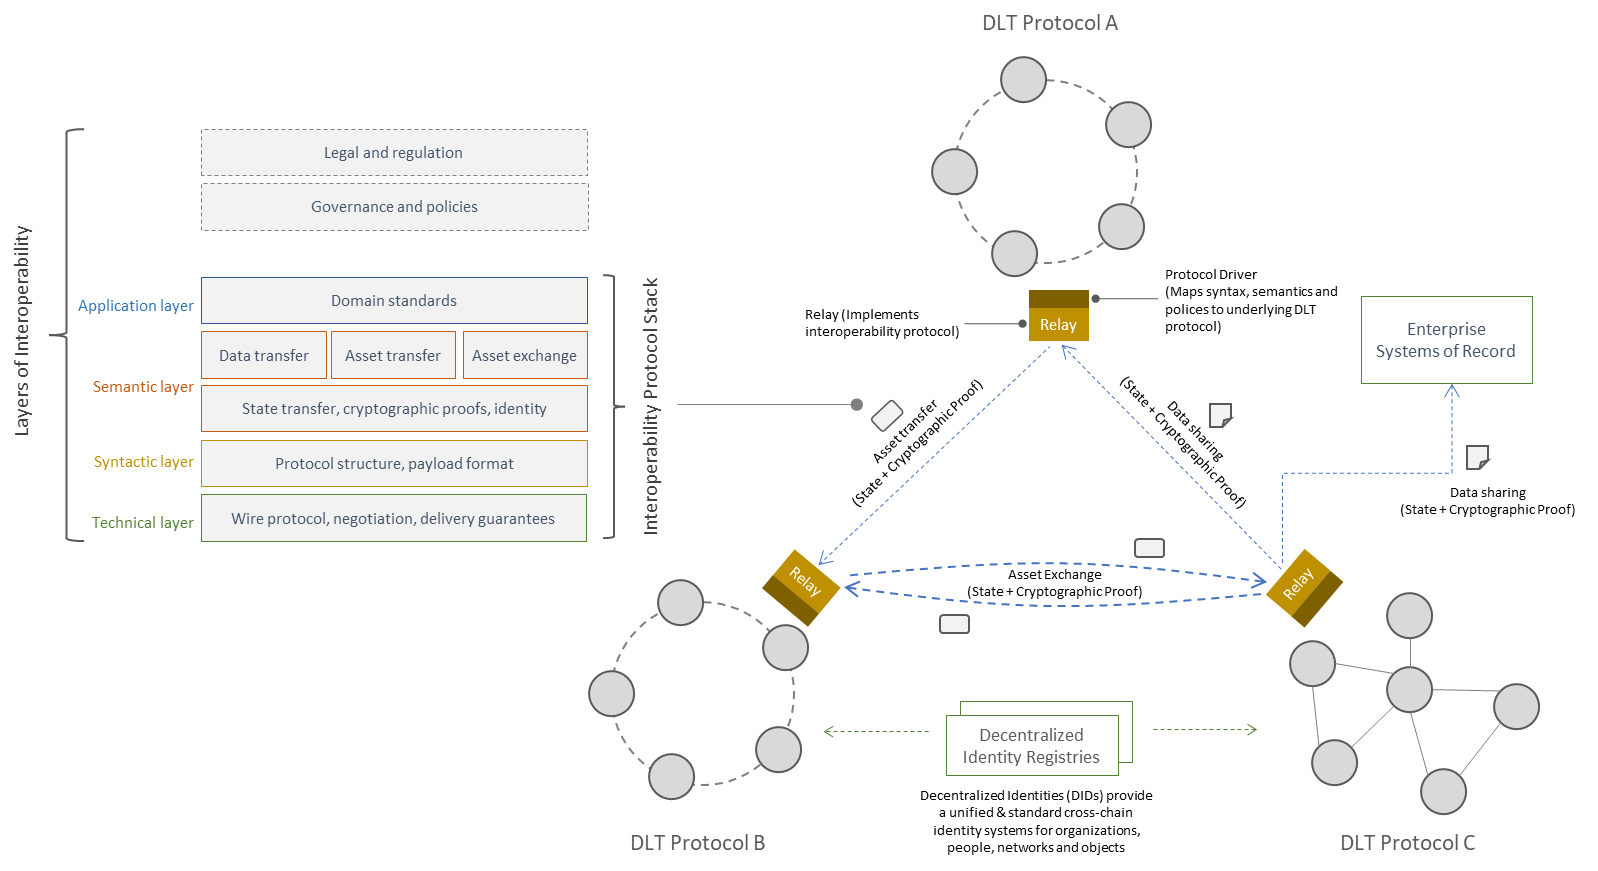 DLT Protocol A
Layers of Interoperability
Legal and regulation
Governance and policies
Application layer
Domain standards
Semantic layer
Data transfer
Asset transfer
Asset exchange
State transfer, cryptographic proofs, identity
Syntactic layer
Protocol structure, payload format
Technical layer
Wire protocol, negotiation, delivery guarantees
Interoperability Protocol Stack
Relay (Implements
interoperability protocol)
Relay
Protocol Driver
(Maps syntax, semantics and
polices to underlying DLT
protocol)
Enterprise
Systems of Record
Asset transfer
(State + Cryptographic Proof)
Data sharing
(State + Cryptographic Proof)
Data sharing
(State + Cryptographic Proof)
Relay
Asset Exchange
(State + Cryptographic Proof)
Relay
Decentralized
Identity Registries
Decentralized Identities (DIDs) provide
a unified & standard cross-chain
identity systems for organizations,
people, networks and objects
DLT Protocol B
DLT Protocol C